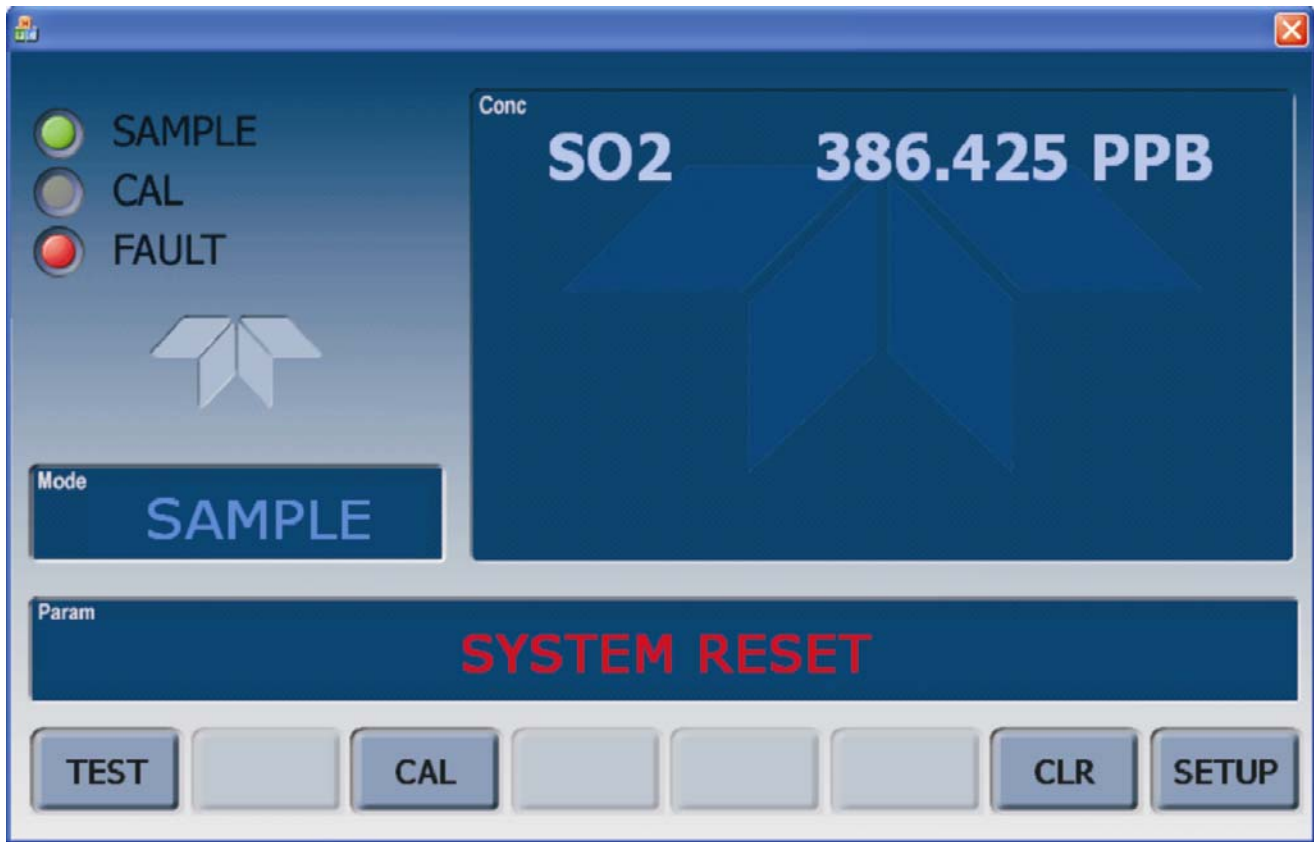 SAMPLE
CAL
FAULT
Conc
SO2 386.425 PPB
Mode
SAMPLE
Param
SYSTEM RESET
TEST CAL CLR SETUP